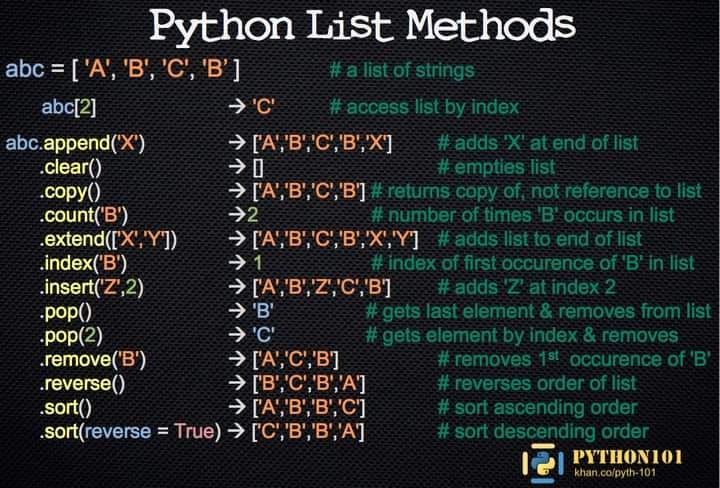 Python List Methods
abc = [ 'A', 'B', 'C', 'B' ] # a list of strings
abc[2] → 'C' # access list by index
abc.append('X') → ['A','B','C','B','X'] # adds 'X' at end of list
.clear() → [] # empties list
.copy() → ['A','B','C','B'] # returns copy of, not reference to list
.count('B') →2 # number of times 'B' occurs in list
.extend(['X','Y']) → ['A','B','C','B','X','Y'] # adds list to end of list
.index('B') → 1 # index of first occurence of 'B' in list
.insert('Z',2) → ['A','B','Z','C','B'] # adds 'Z' at index 2
.pop() → 'B' # gets last element & removes from list
.pop(2) → 'C' # gets element by index & removes
.remove('B') → ['A','C','B'] # removes 1st occurence of 'B'
.reverse() → ['B','C','B','A'] # reverses order of list
.sort() → ['A','B','B','C'] # sort ascending order
.sort(reverse = True) → ['C','B','B','A'] # sort descending order
PYTHON101
khan.co/pyth-101